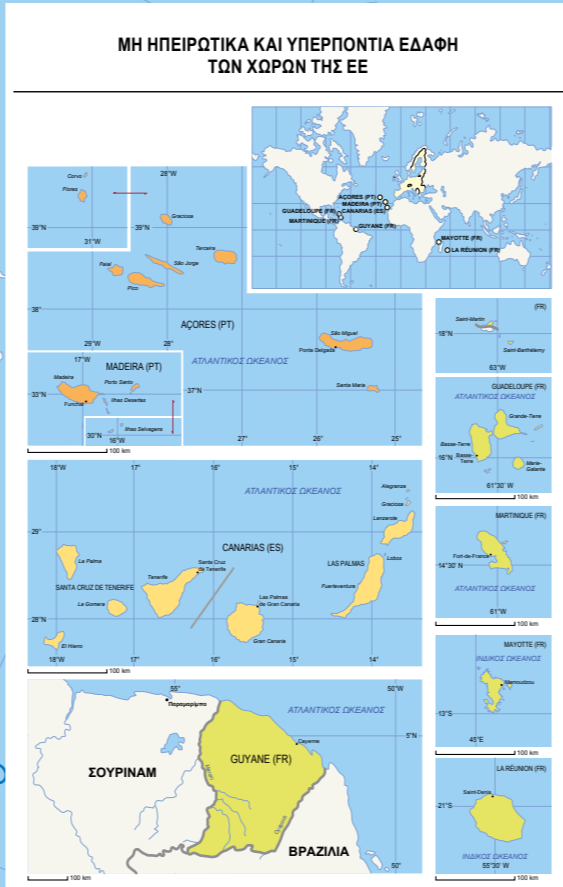 ΜΗ ΗΠΕΙΡΩΤΙΚΑ ΚΑΙ ΥΠΕΡΠΟΝΤΙΑ ΕΔΑΦΗ
ΤΩΝ ΧΩΡΩΝ ΤΗΣ ΕΕ
AÇORES (PT)
MADEIRA (PT)
CANARIAS (ES)
GUADELOUPE (FR)
MARTINIQUE (FR)
GUYANE (FR)
MAYOTTE (FR)
LA RÉUNION (FR)
Corvo
Flores
39°N
31°W
28°W
Graciosa
39°N
Terceira
Faial
São Jorge
Pico
38°
29°
28°
AÇORES (PT)
São Miguel
Ponta Delgada
ΑΤΛΑΝΤΙΚΟΣ ΩΚΕΑΝΟΣ
Santa Maria
37°N
27°
26°
25°
17°W
MADEIRA (PT)
Madeira
Porto Santo
33°N
Funchal
Ilhas Desertas
Ilhas Selvagens
30°N
16°W
100 km
(FR)
Saint-Martin
18°N
Saint-Barthélemy
63°W
GUADELOUPE (FR)
ΑΤΛΑΝΤΙΚΟΣ ΩΚΕΑΝΟΣ
Grande-Terre
Basse-Terre
16°N
Basse-
Terre
Marie-
Galante
61°30' W
100 km
18°W
17°
16°
15°
14°
ΑΤΛΑΝΤΙΚΟΣ ΩΚΕΑΝΟΣ
Alegranza
Graciosa
Lanzarote
29°
CANARIAS (ES)
La Palma
Santa Cruz
de Tenerife
LAS PALMAS
Lobos
SANTA CRUZ DE TENERIFE
Tenerife
Fuerteventura
La Gomera
Las Palmas
de Gran Canaria
28°N
El Hierro
Gran Canaria
18°W
17°
16°
15°
14°
100 km
MARTINIQUE (FR)
Fort-de-France
14°30' N
ΑΤΛΑΝΤΙΚΟΣ ΩΚΕΑΝΟΣ
61°W
100 km
MAYOTTE (FR)
ΙΝΔΙΚΟΣ ΩΚΕΑΝΟΣ
Mamoudzou
13°S
45°E
100 km
55°
50°W
Παραμαρίμπο
ΑΤΛΑΝΤΙΚΟΣ ΩΚΕΑΝΟΣ
5°N
Cayenne
GUYANE (FR)
ΣΟΥΡΙΝΑΜ
ΒΡΑΖΙΛΙΑ
50°
100 km
LA RÉUNION (FR)
Saint-Denis
21°S
ΙΝΔΙΚΟΣ ΩΚΕΑΝΟΣ
55°30' W
100 km